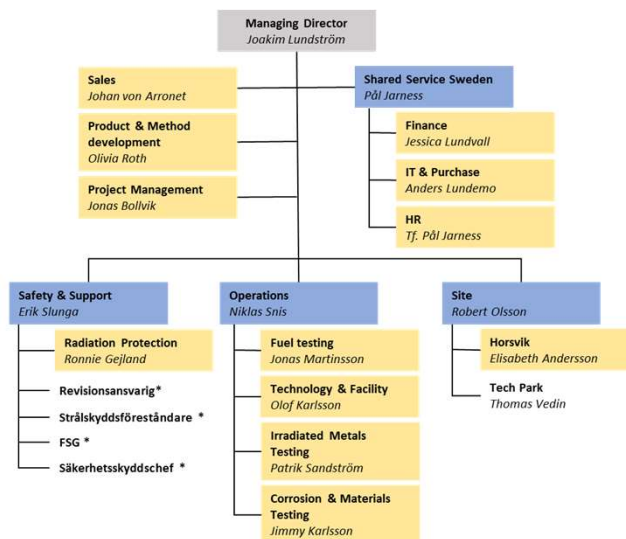 Managing Director
Joakim Lundström
Sales
Johan von Arronet
Product & Method
development
Olivia Roth
Project Management
Jonas Bollvik
Shared Service Sweden
Pål Jarness
Finance
Jessica Lundvall
IT & Purchase
Anders Lundemo
HR
Tf. Pål Jarness
Safety & Support
Erik Slunga
Radiation Protection
Ronnie Gejland
Revisionsansvarig*
Strålskyddsföreståndare *
FSG *
Säkerhetsskyddschef *
Operations
Niklas Snis
Fuel testing
Jonas Martinsson
Technology & Facility
Olof Karlsson
Irradiated Metals
Testing
Patrik Sandström
Corrosion & Materials
Testing
Jimmy Karlsson
Site
Robert Olsson
Horsvik
Elisabeth Andersson
Tech Park
Thomas Vedin